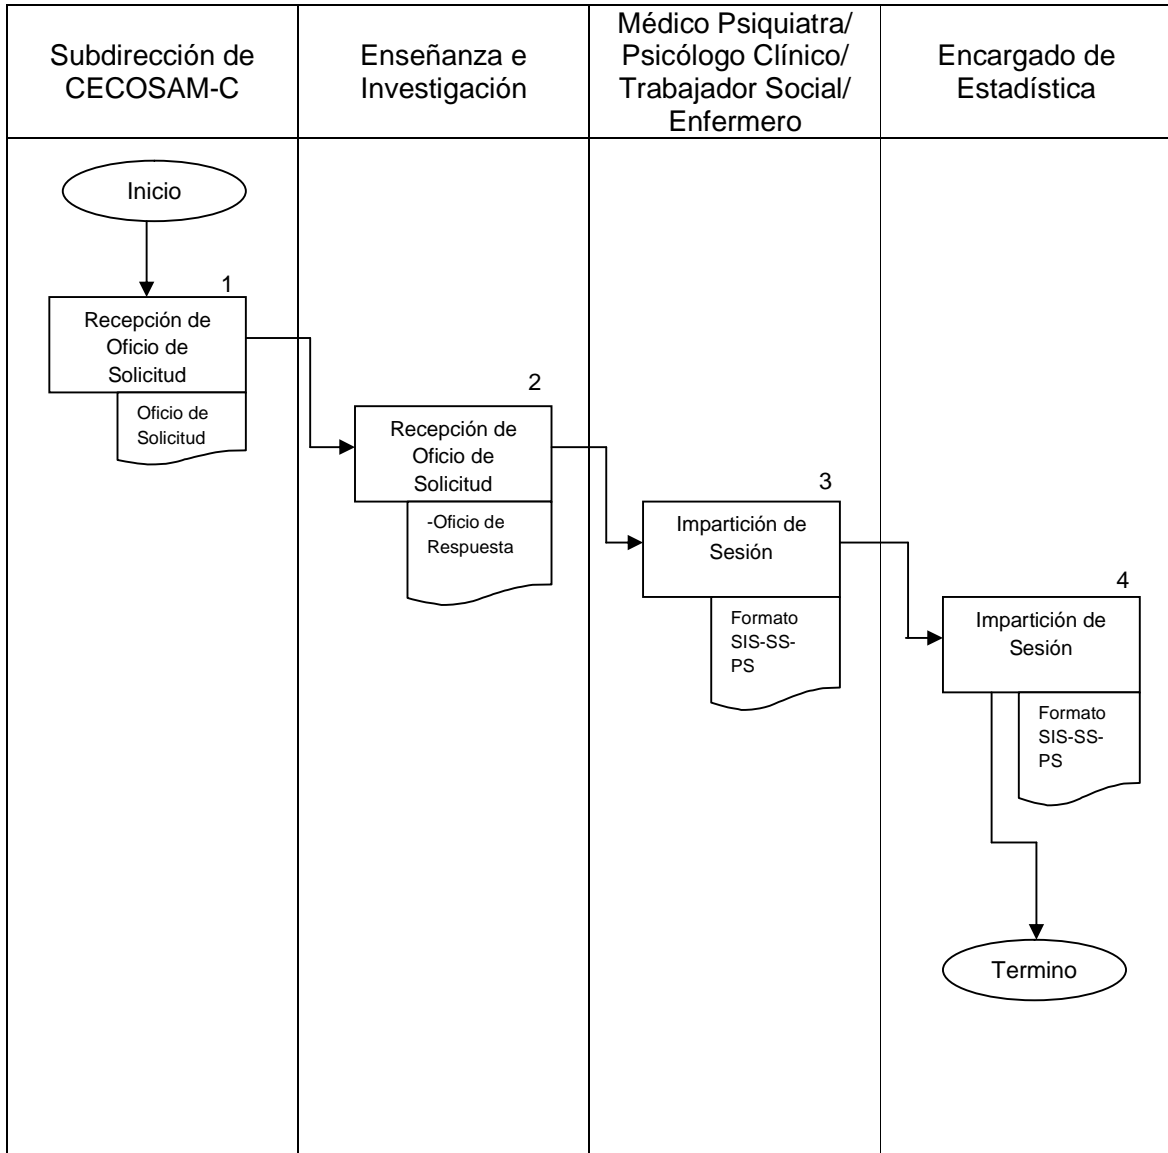 Subdirección de
CECOSAM-C
Enseñanza e
Investigación
Médico Psiquiatra/
Psicólogo Clínico/
Trabajador Social/
Enfermero
Encargado de
Estadística
Inicio
1
Recepción de
Oficio de
Solicitud
Oficio de
Solicitud
2
Recepción de
Oficio de
Solicitud
-Oficio de
Respuesta
3
Impartición de
Sesión
Formato
SIS-SS-
PS
4
Impartición de
Sesión
Formato
SIS-SS-
PS
Termino